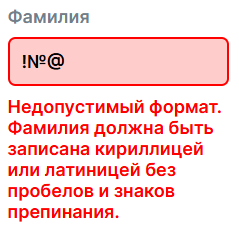 Фамилия
!№@
Недопустимый формат.
Фамилия должна быть
записана кириллицей
или латиницей без
пробелов и знаков
препинания.